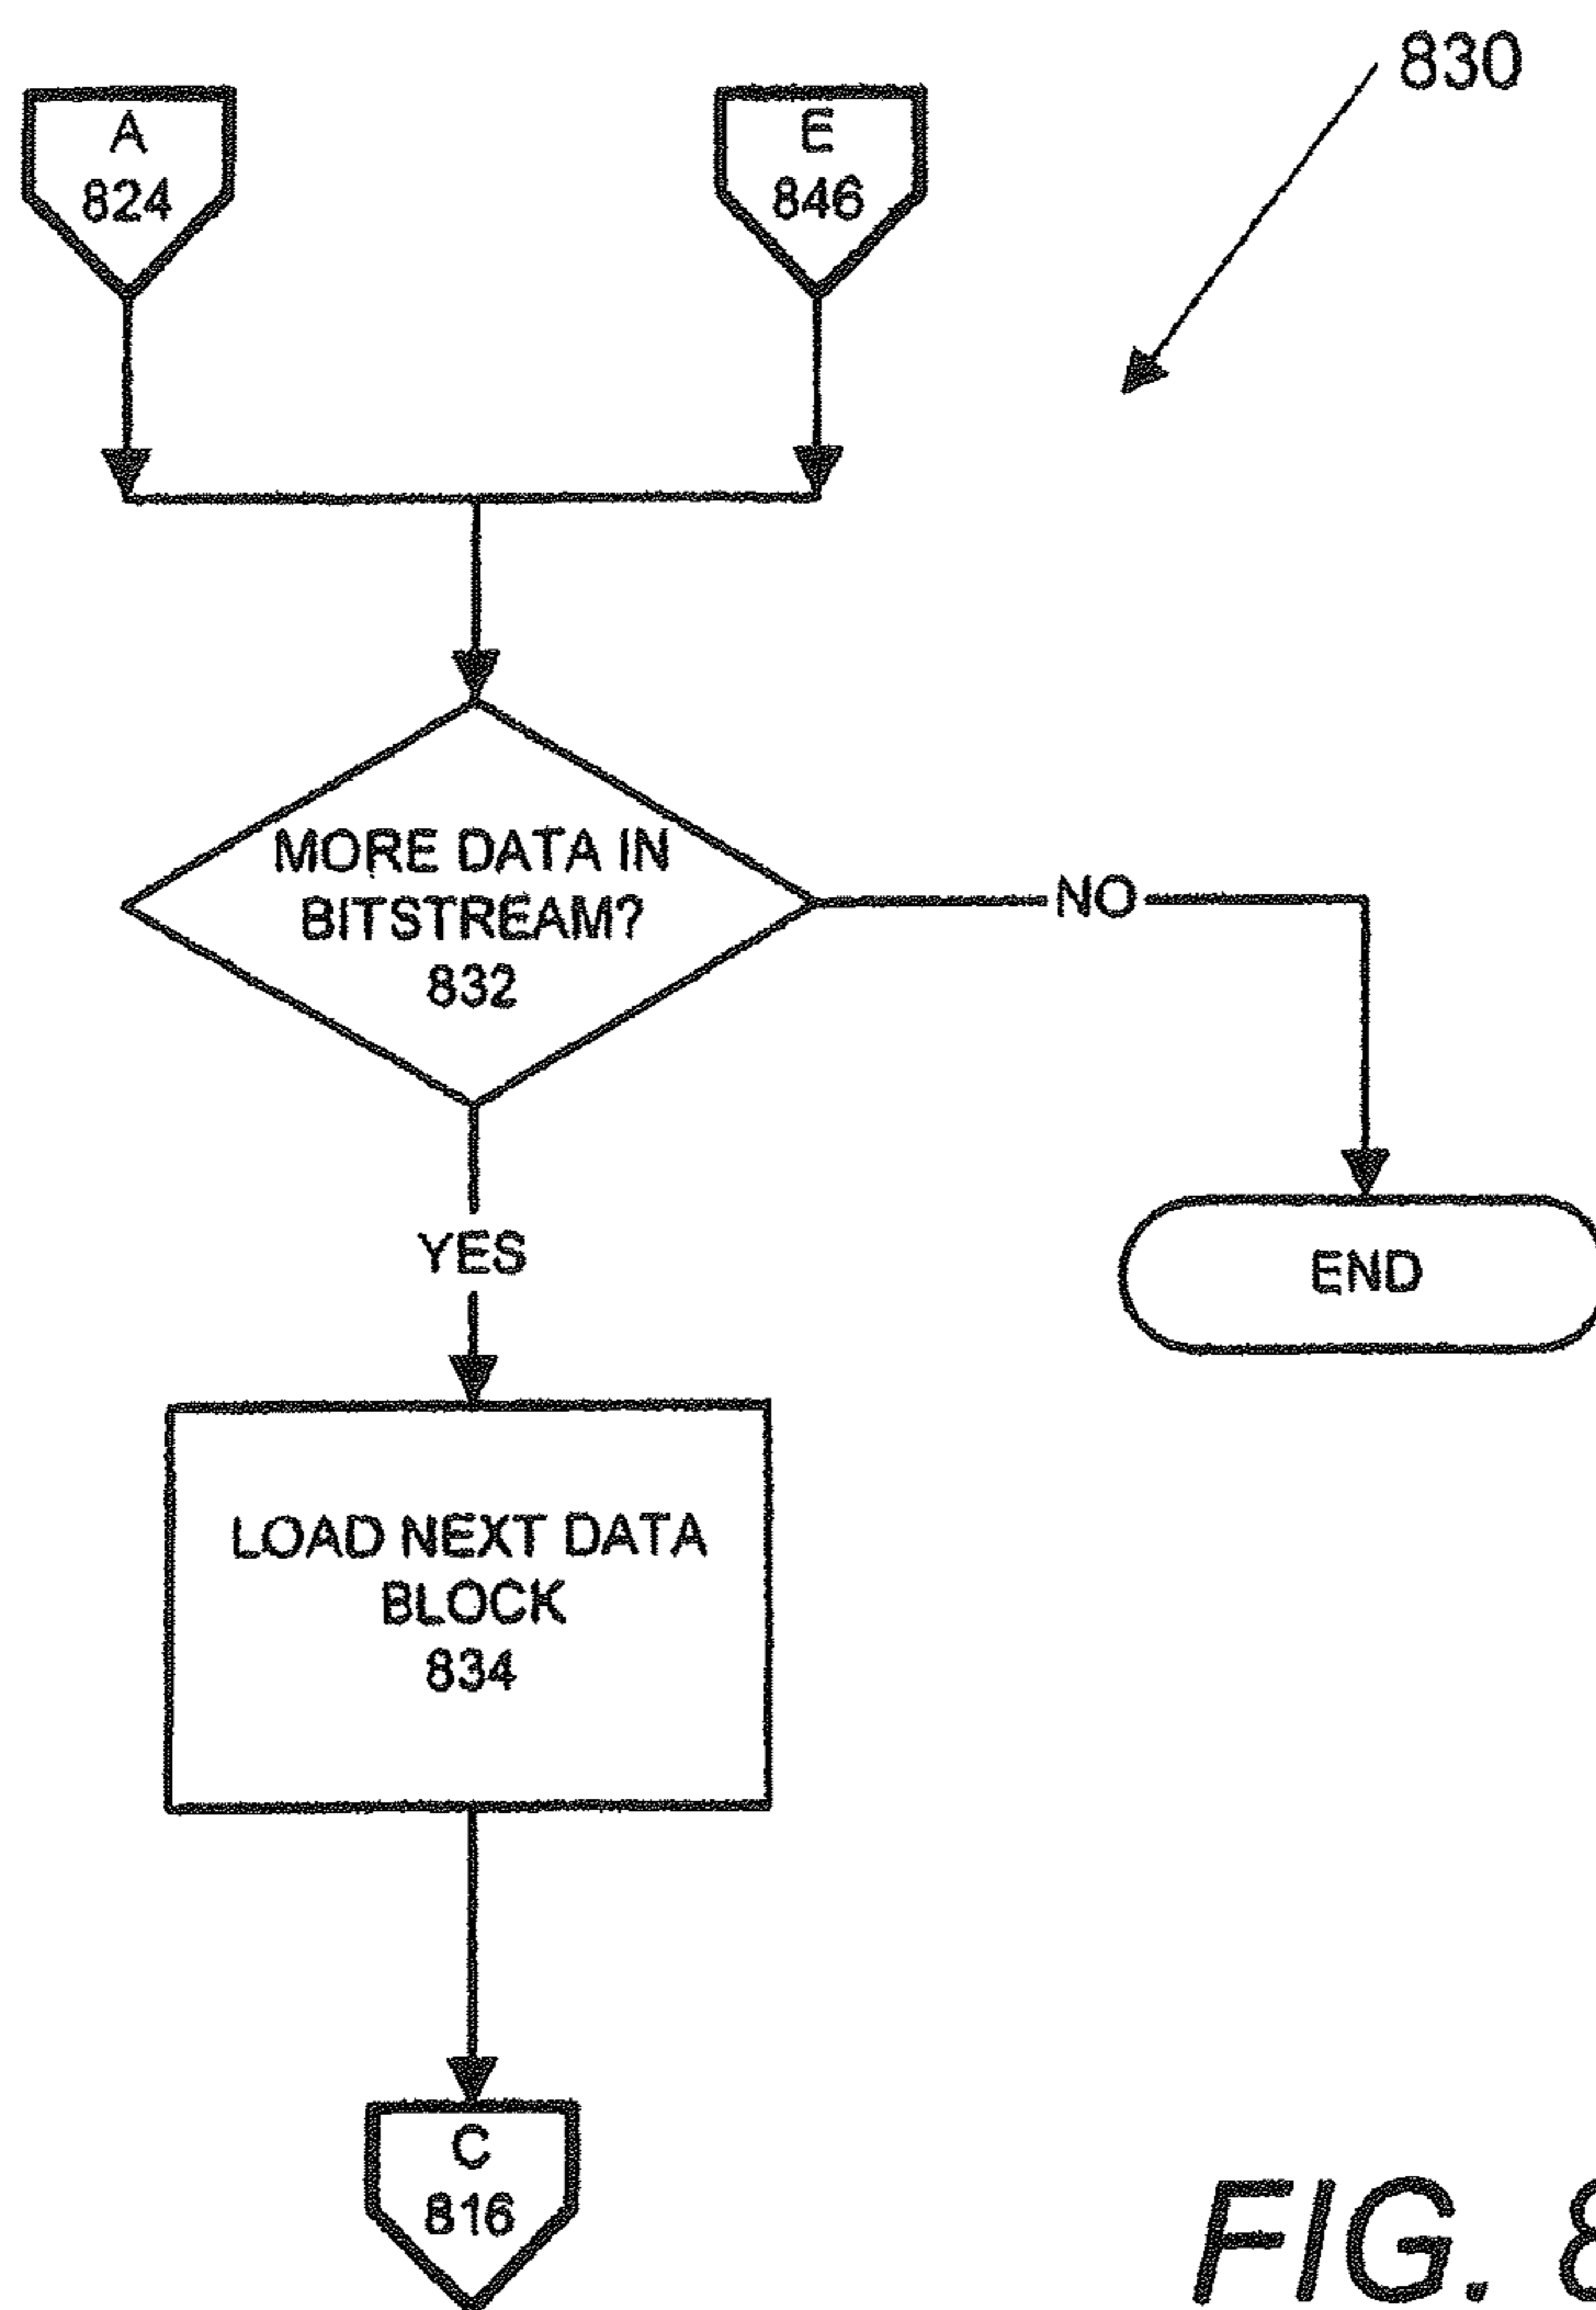 830
A
824
E
846
MORE DATA IN
BITSTREAM?
832
NO
YES
END
LOAD NEXT DATA
BLOCK
834
C
816
FIG. 8